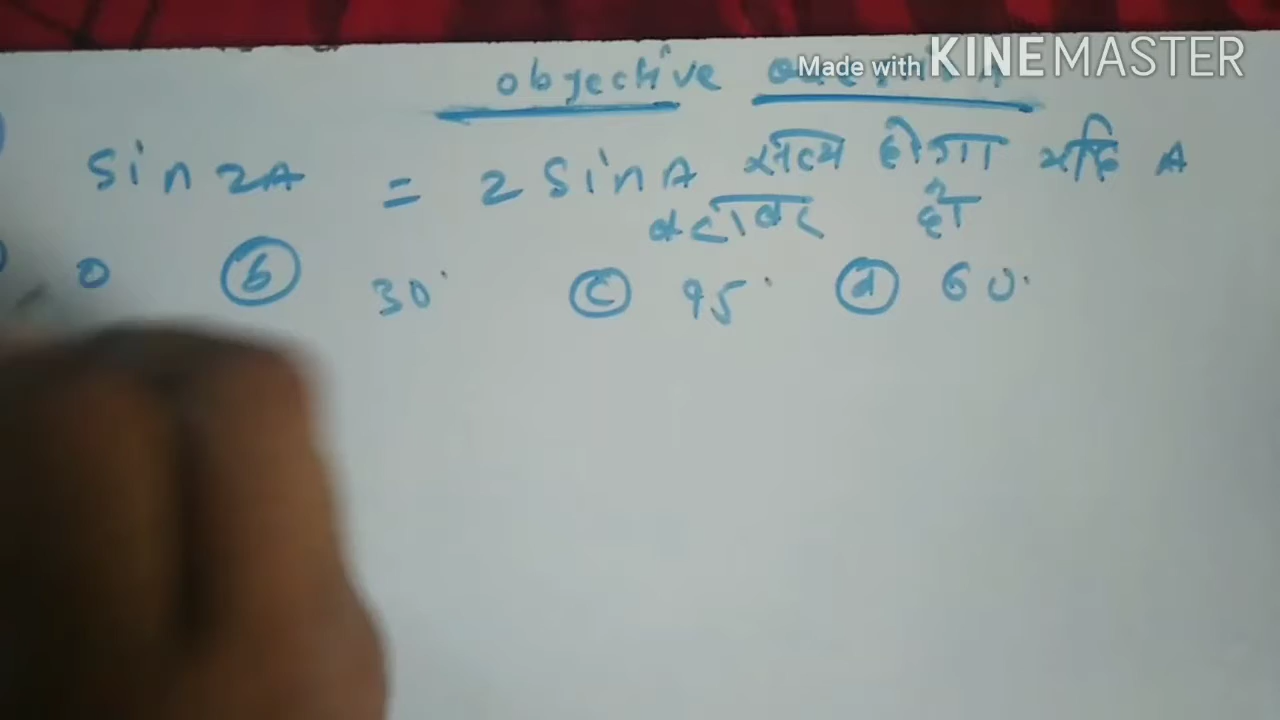 objective
Made with KINEMASTER
sin 2A = 2 sin A सत्य होगा यदि A
बराबर हो
0 (b) 30° (c) 45° (d) 60°